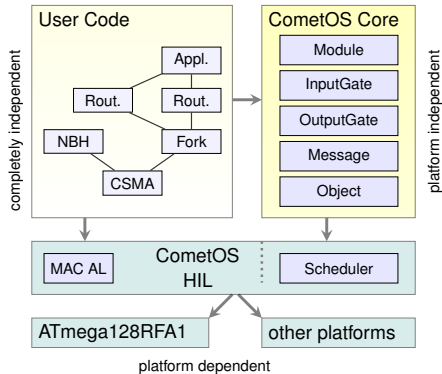 User Code
CometOS Core
completely independent
platform independent
Appl.
Rout.
Rout.
NBH
Fork
CSMA
Module
InputGate
OutputGate
Message
Object
MAC AL
CometOS
HIL
Scheduler
ATmega128RFA1
other platforms
platform dependent